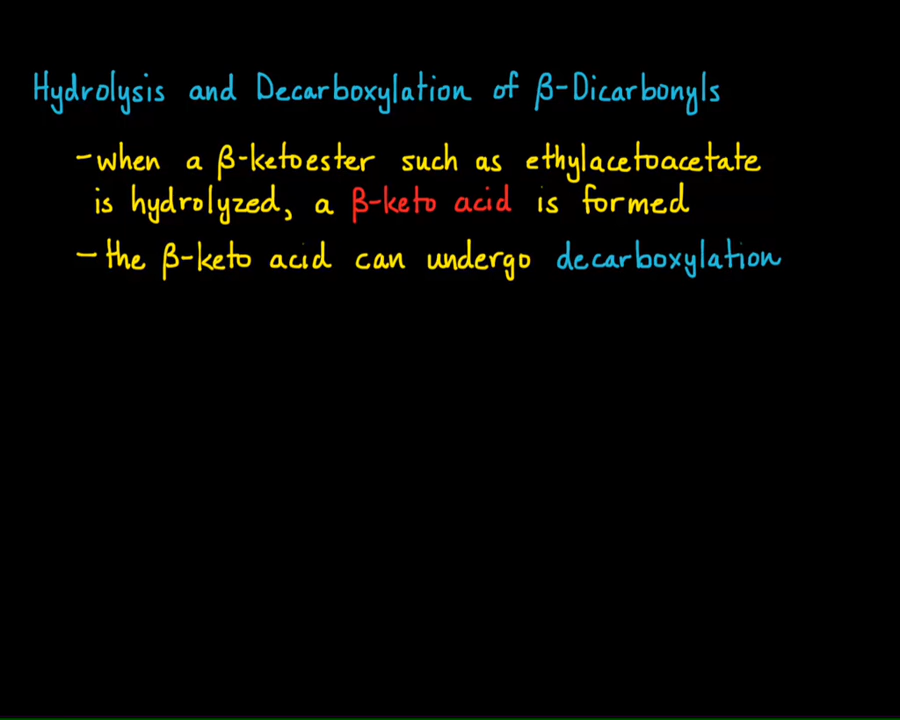 Hydrolysis and Decarboxylation of β-Dicarbonyls
- when a β-ketoester such as ethylacetoacetate
is hydrolyzed, a β-keto acid is formed
- the β-keto acid can undergo decarboxylation